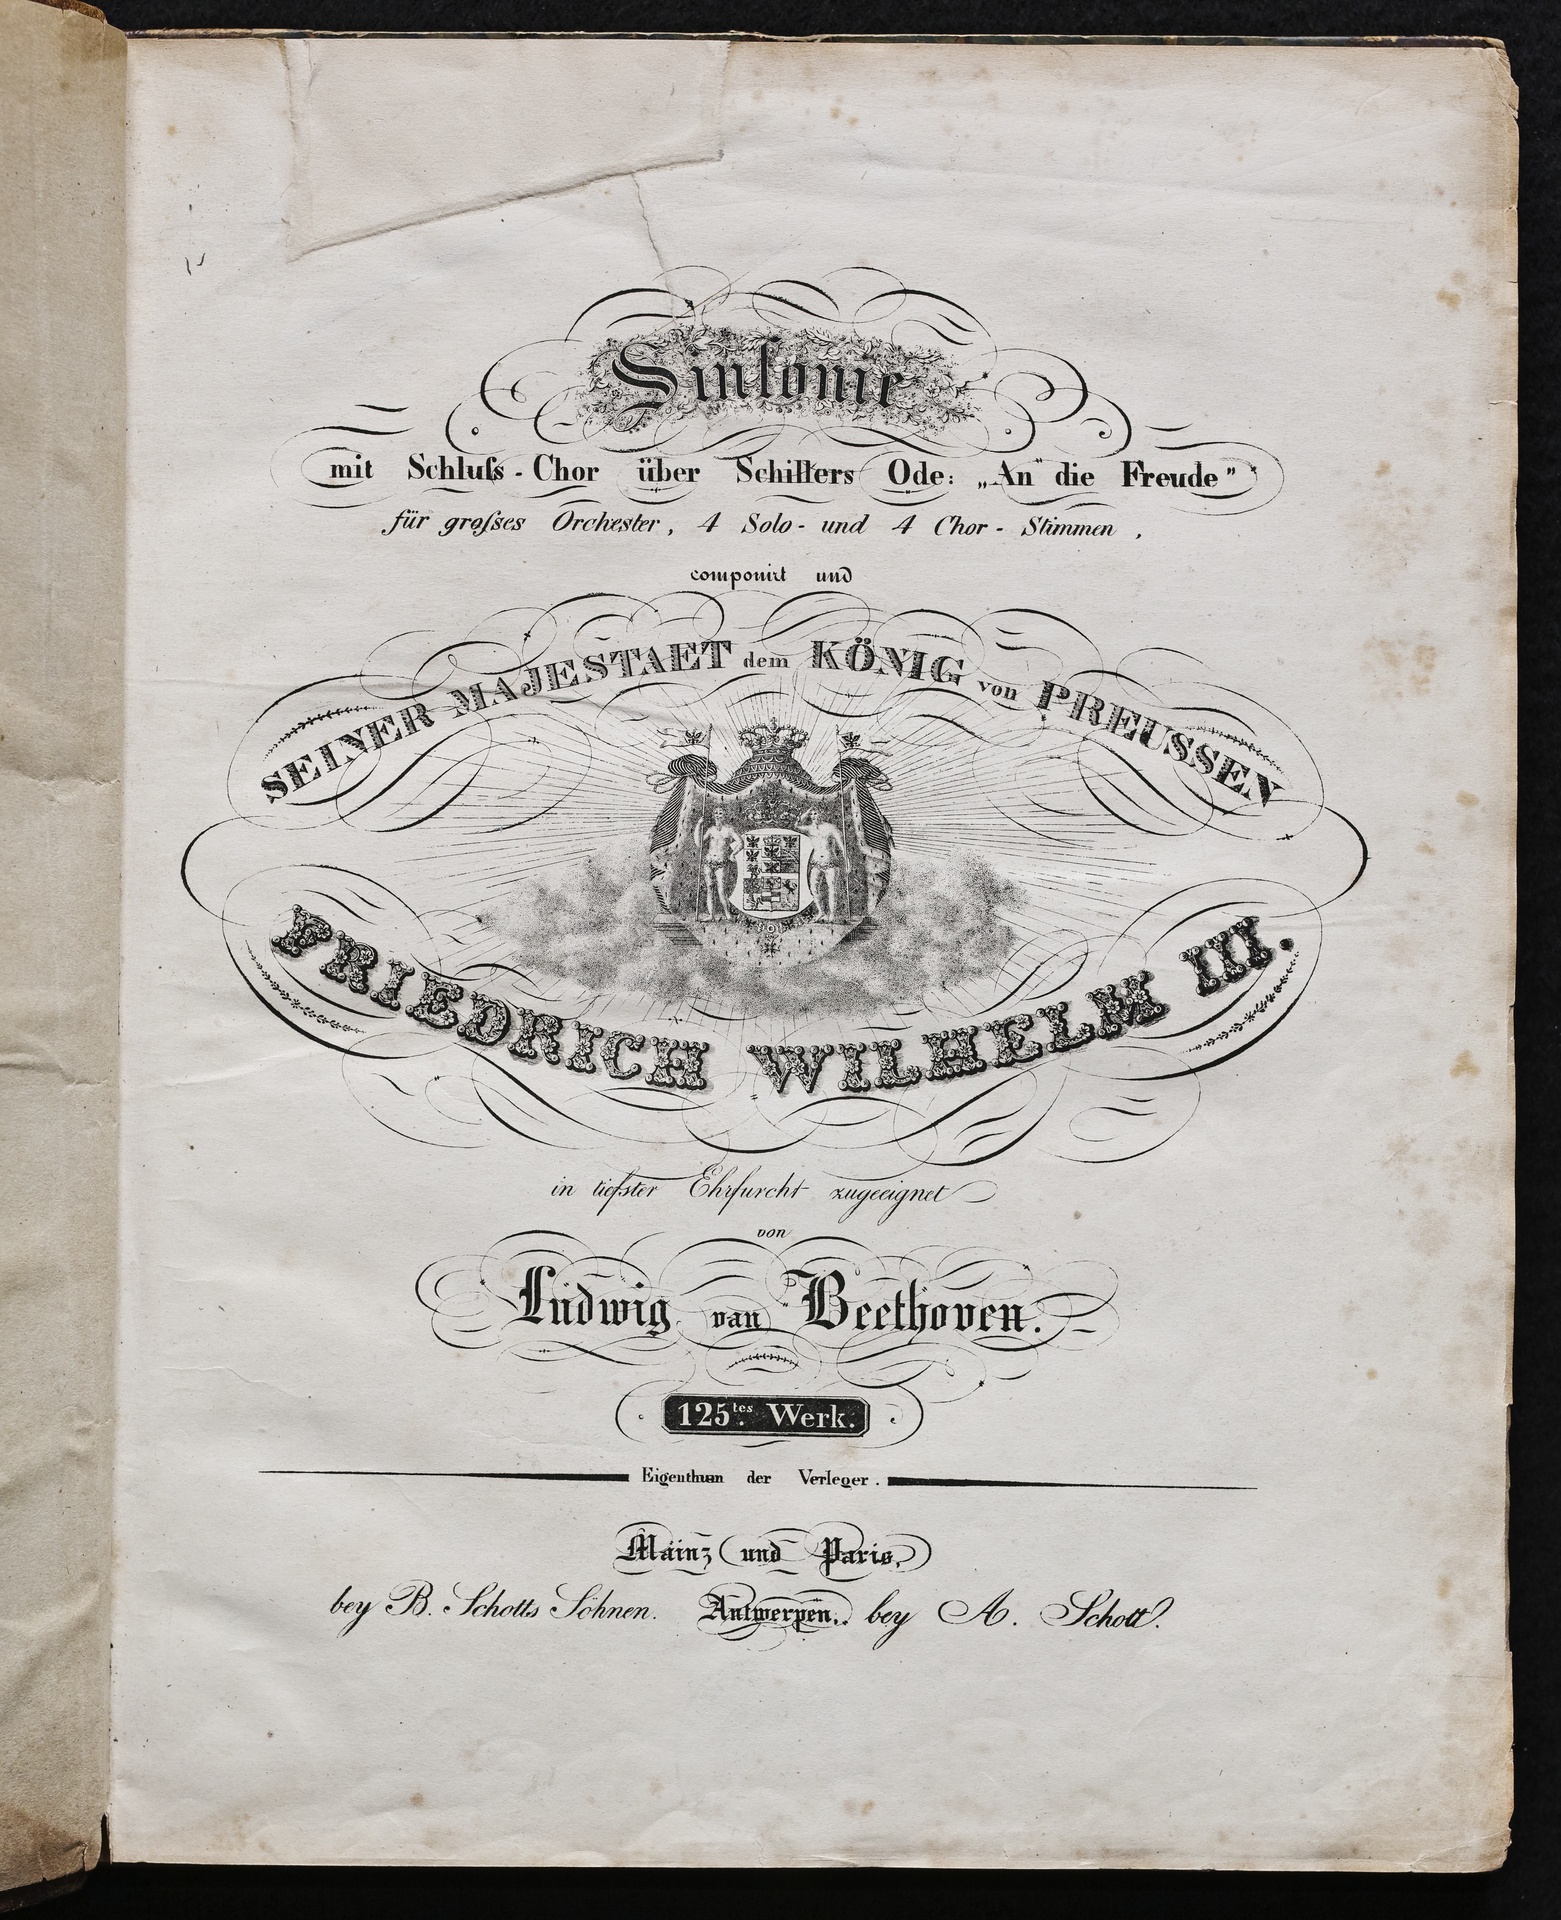 Sinfonie
mit Schluſs - Chor über Schillers Ode: „An die Freude”
für groſses Orchester, 4 Solo- und 4 Chor - Stimmen,
componirt und
SEINER MAJESTAET dem KÖNIG von PREUSSEN
FRIEDRICH WILHELM III.
in tieſster Ehrfurcht zugeeignet
von
Ludwig van Beethoven.
125tes. Werk.
Eigenthum der Verleger.
Mainz und Paris,
bey B. Schotts Söhnen. Antwerpen, bey A. Schott.